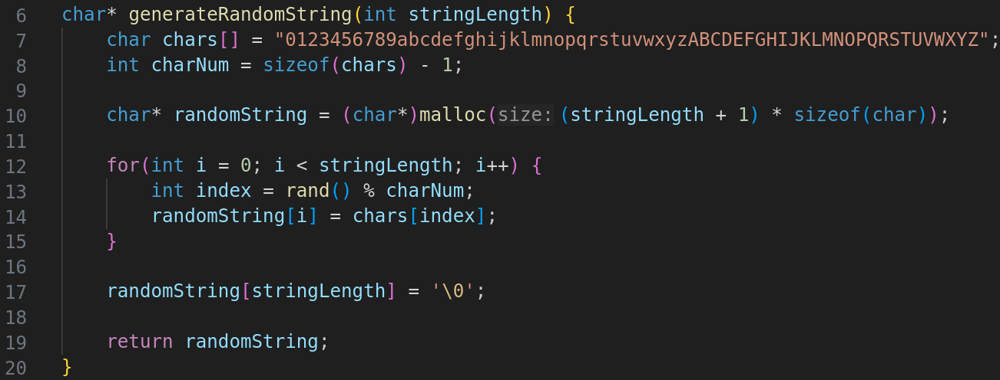 6 char* generateRandomString(int stringLength) {
7     char chars[] = "0123456789abcdefghijklmnopqrstuvwxyzABCDEFGHIJKLMNOPQRSTUVWXYZ";
8     int charNum = sizeof(chars) - 1;
9
10     char* randomString = (char*)malloc(size: (stringLength + 1) * sizeof(char));
11
12     for(int i = 0; i < stringLength; i++) {
13         int index = rand() % charNum;
14         randomString[i] = chars[index];
15     }
16
17     randomString[stringLength] = '\0';
18
19     return randomString;
20 }